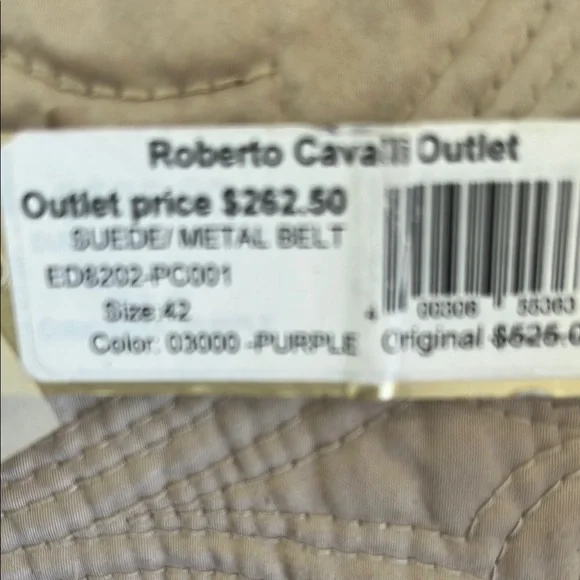 Roberto Cavalli Outlet
Outlet price $262.50
SUEDE/ METAL BELT
ED8202-PC001
Size:42
Color: 03000 -PURPLE
Original